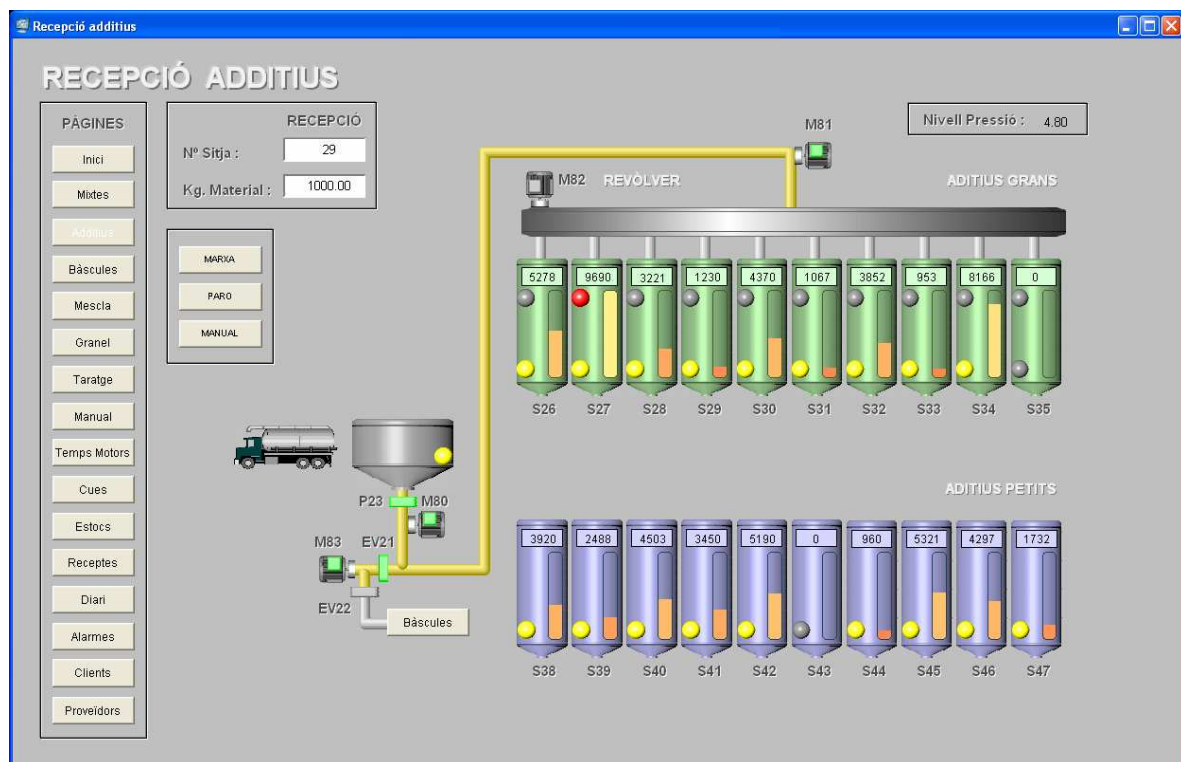 Recepció additius
RECEPCIÓ ADDITIUS
PÀGINES
Inici
Mixtes
Additius
Bàscules
Mescla
Granel
Taratge
Manual
Temps Motors
Cues
Estocs
Receptes
Diari
Alarmes
Clients
Proveïdors
RECEPCIÓ
Nº Sitja : 29
Kg. Material : 1000.00
MARXA
PARO
MANUAL
M81
Nivell Pressió : 4.80
M82 REVÒLVER ADITIUS GRANS
5278 9690 3221 1230 4370 1067 3852 953 8166 0
S26 S27 S28 S29 S30 S31 S32 S33 S34 S35
P23 M80
M83 EV21
EV22
Bàscules
ADITIUS PETITS
3920 2488 4503 3450 5190 0 960 5321 4297 1732
S38 S39 S40 S41 S42 S43 S44 S45 S46 S47